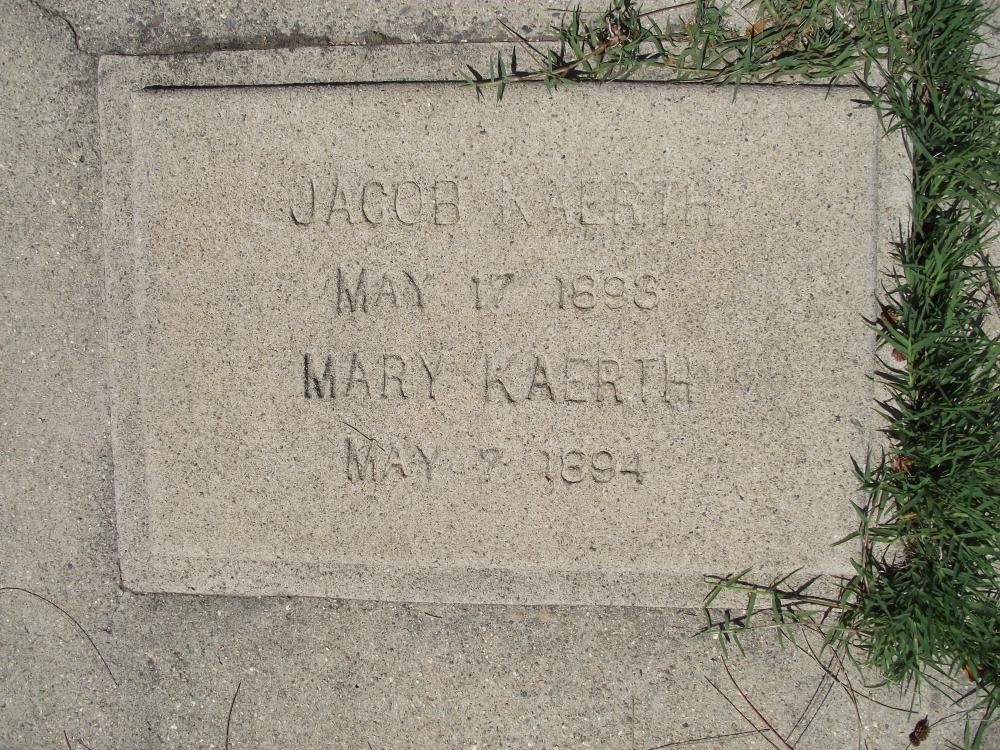 JACOB KAERTH
MAY 17 1893
MARY KAERTH
MAY 7 1894